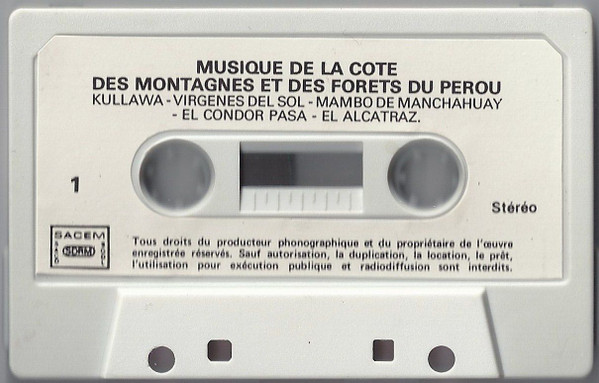 MUSIQUE DE LA COTE
DES MONTAGNES ET DES FORETS DU PEROU
KULLAWA - VIRGENES DEL SOL - MAMBO DE MANCHAHUAY
- EL CONDOR PASA - EL ALCATRAZ.
1
Stéréo
SACEM
SDRM
Tous droits du producteur phonographique et du propriétaire de l'œuvre
enregistrée réservés. Sauf autorisation, la duplication, la location, le prêt,
l'utilisation pour exécution publique et radiodiffusion sont interdits.